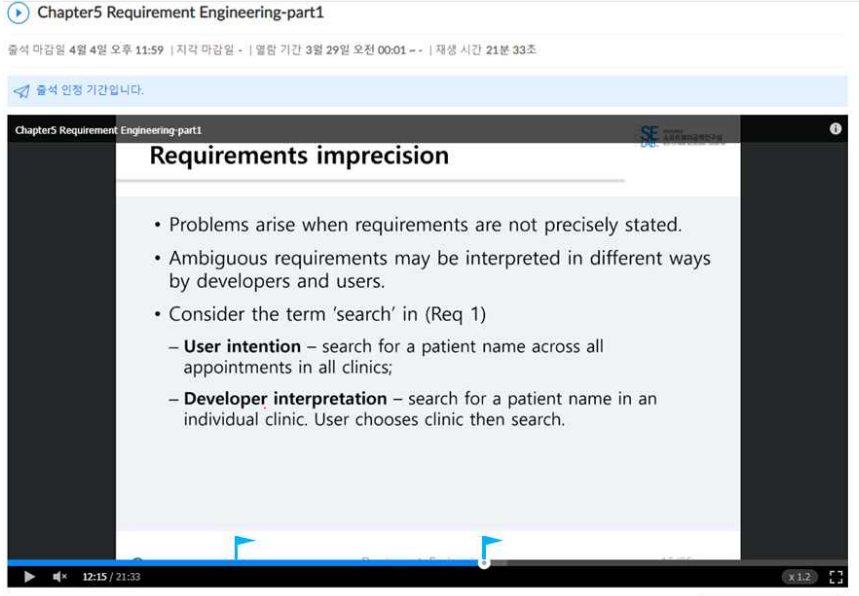 Chapter5 Requirement Engineering-part1
출석 마감일 4월 4일 오후 11:59 | 지각 마감일 - | 열람 기간 3월 29일 오전 00:01 ~ - | 재생 시간 21분 33초
출석 인정 기간입니다.
Chapter5 Requirement Engineering-part1
SE
LAB.
Requirements imprecision
• Problems arise when requirements are not precisely stated.
• Ambiguous requirements may be interpreted in different ways
by developers and users.
• Consider the term 'search' in (Req 1)
– User intention – search for a patient name across all
appointments in all clinics;
– Developer interpretation – search for a patient name in an
individual clinic. User chooses clinic then search.
12:15 / 21:33
x 1.2